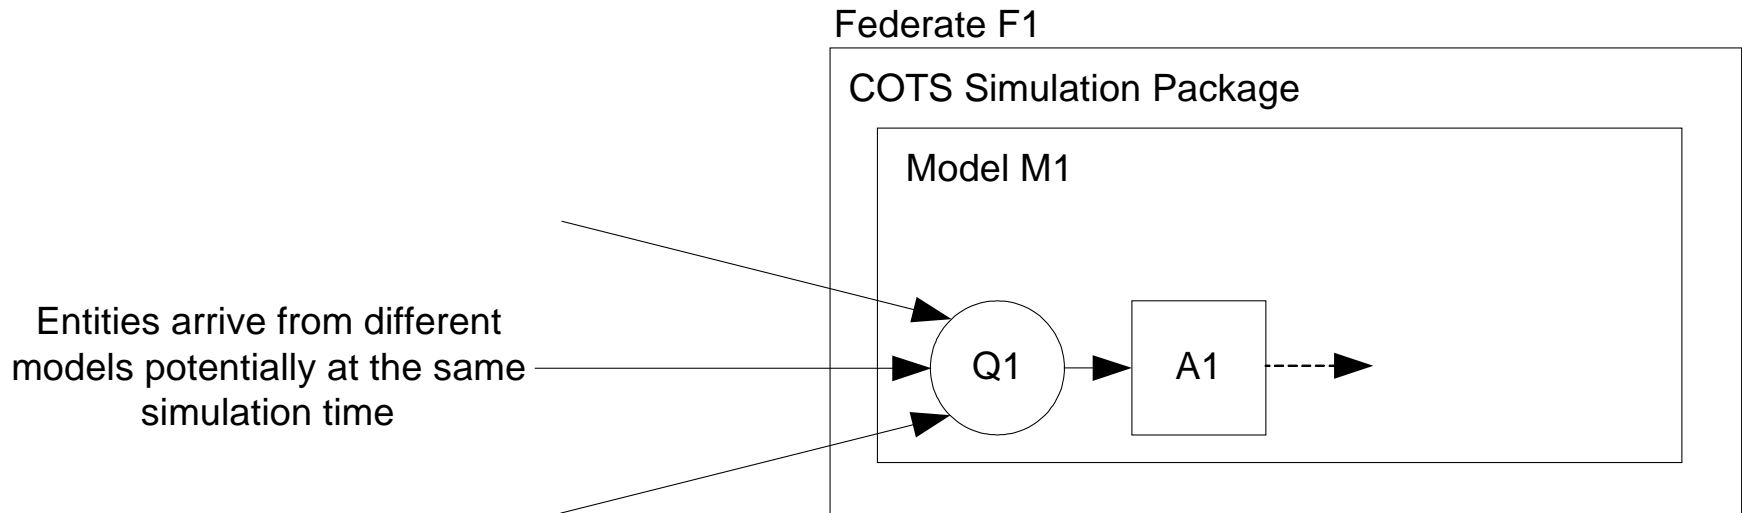 Federate F1
COTS Simulation Package
Model M1
Entities arrive from different
models potentially at the same
simulation time
Q1
A1